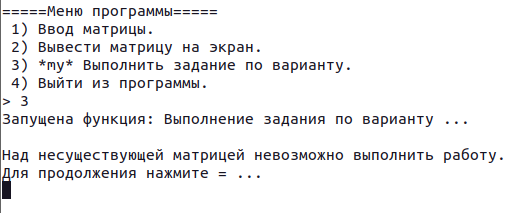 =====Меню программы=====
1) Ввод матрицы.
2) Вывести матрицу на экран.
3) *my* Выполнить задание по варианту.
4) Выйти из программы.
> 3
Запущена функция: Выполнение задания по варианту ...
Над несуществующей матрицей невозможно выполнить работу.
Для продолжения нажмите = ...